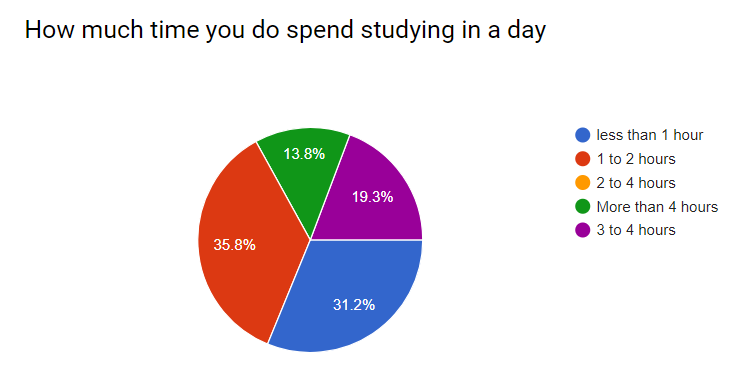 How much time you do spend studying in a day
less than 1 hour
1 to 2 hours
2 to 4 hours
More than 4 hours
3 to 4 hours
13.8%
19.3%
35.8%
31.2%